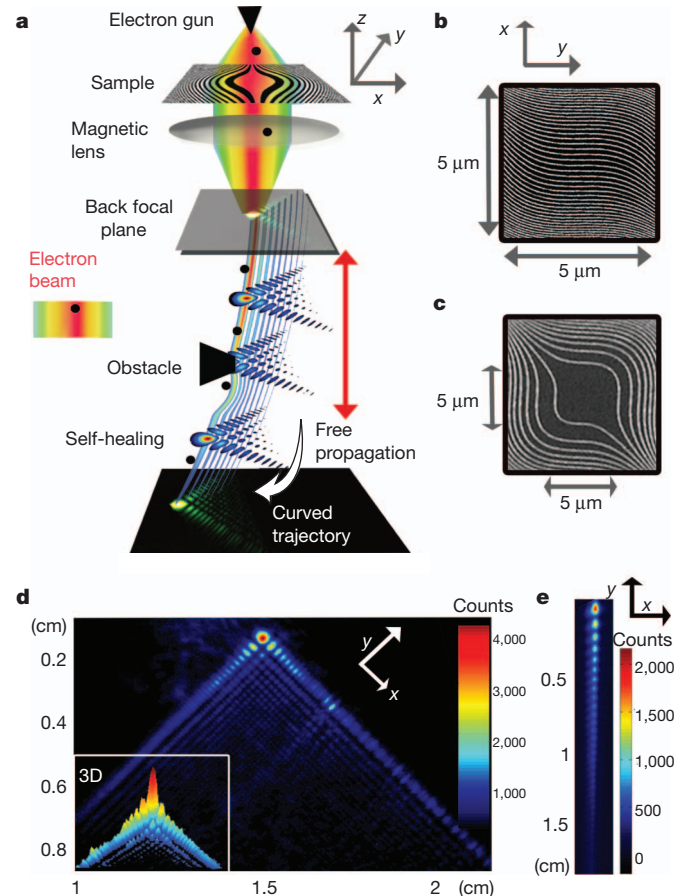 a
Electron gun
z
y
x
Sample
Magnetic
lens
Back focal
plane
Electron
beam
Obstacle
Self-healing
Free
propagation
Curved
trajectory
b
x
y
5 µm
5 µm
c
5 µm
5 µm
d
(cm)
0.2
0.4
0.6
0.8
1
1.5
2
(cm)
y
x
Counts
4,000
3,000
2,000
1,000
3D
e
y
x
Counts
2,000
1,500
1,000
500
0
0.5
1
1.5
(cm)